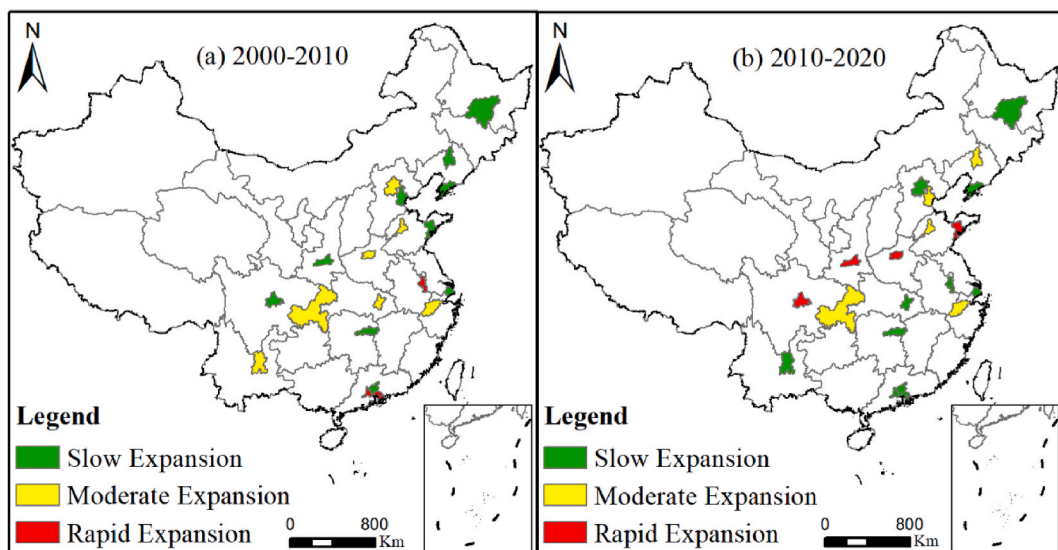 N
(a) 2000-2010
Legend
Slow Expansion
Moderate Expansion
Rapid Expansion
0 800
Km
N
(b) 2010-2020
Legend
Slow Expansion
Moderate Expansion
Rapid Expansion
0 800
Km